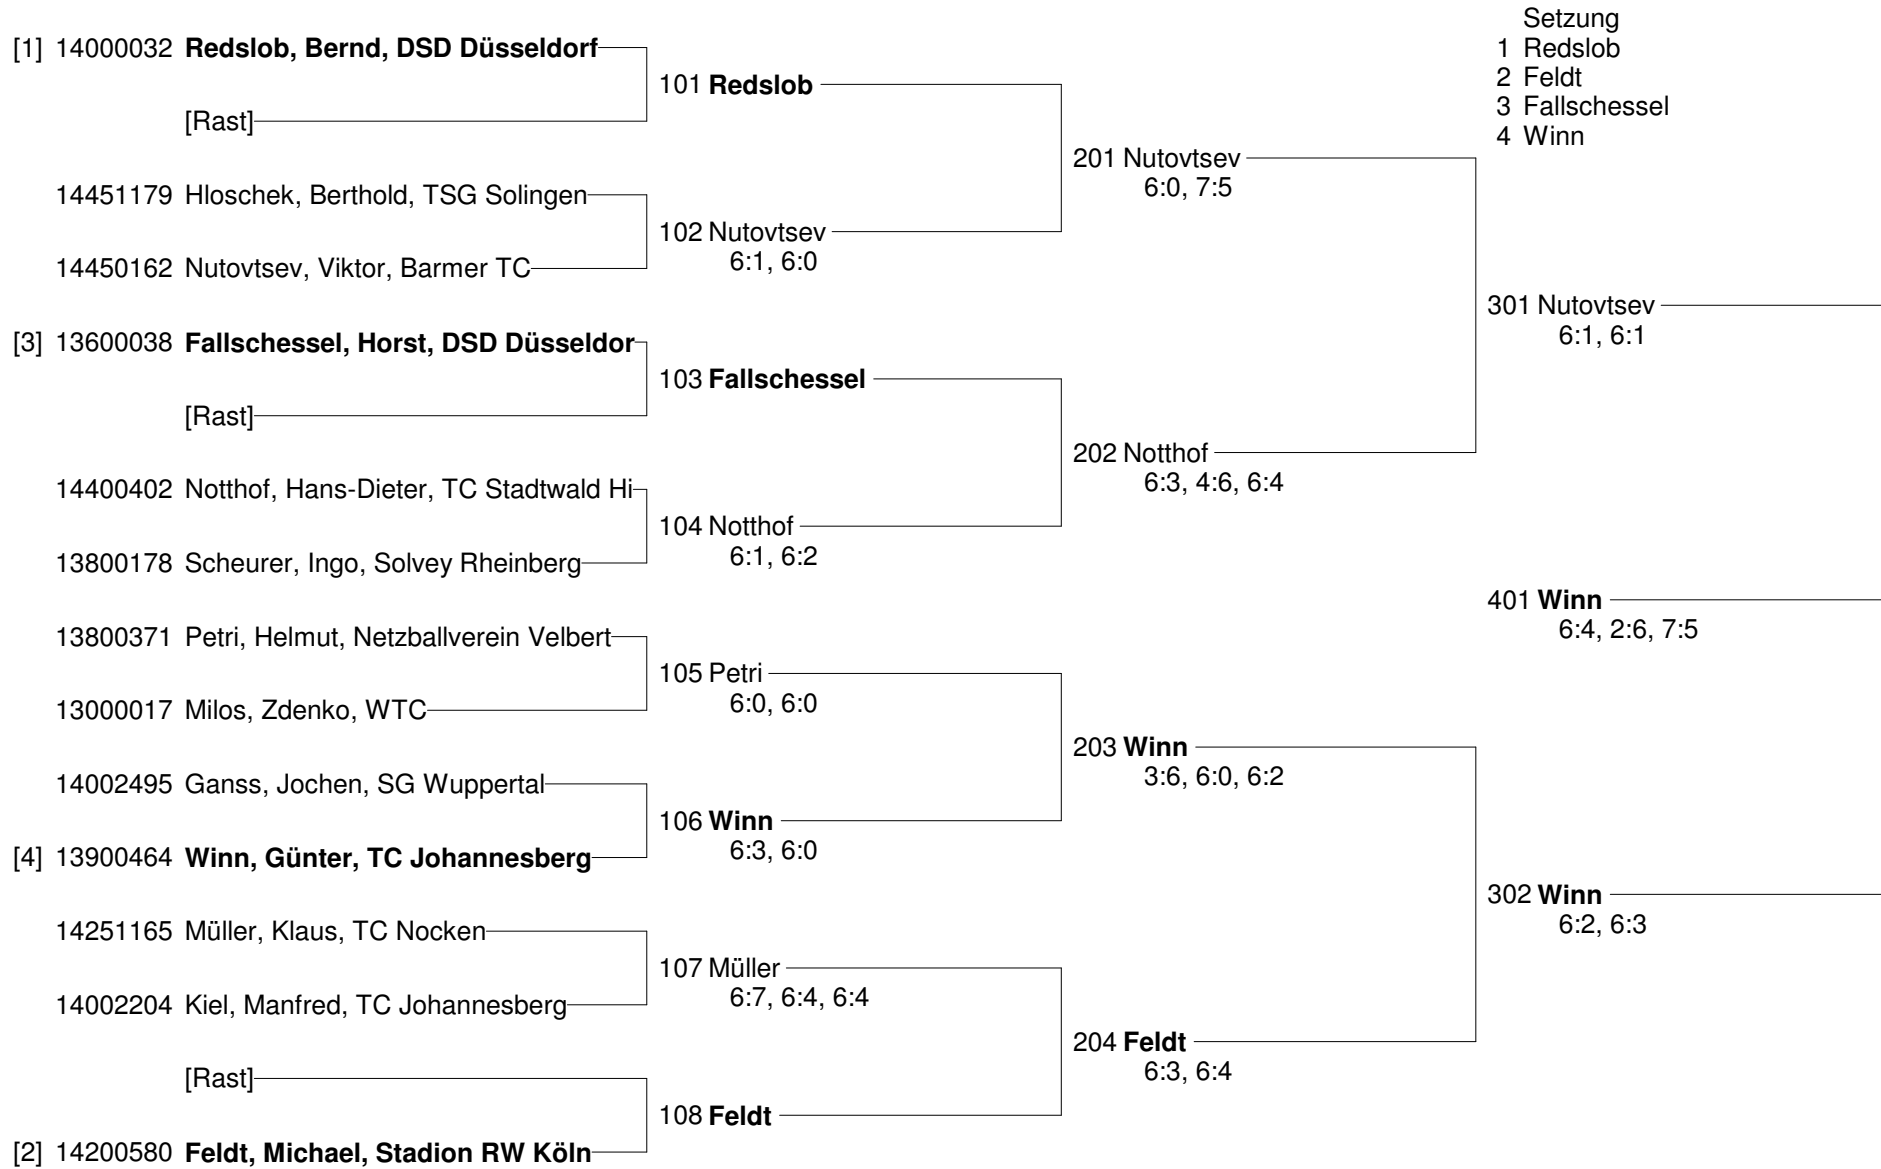 Setzung
1 Redslob
2 Feldt
3 Fallschessel
4 Winn
[1] 14000032 Redslob, Bernd, DSD Düsseldorf
[Rast]
14451179 Hloschek, Berthold, TSG Solingen
14450162 Nutovtsev, Viktor, Barmer TC
[3] 13600038 Fallschessel, Horst, DSD Düsseldor
[Rast]
14400402 Notthof, Hans-Dieter, TC Stadtwald Hi
13800178 Scheurer, Ingo, Solvey Rheinberg
13800371 Petri, Helmut, Netzballverein Velbert
13000017 Milos, Zdenko, WTC
14002495 Ganss, Jochen, SG Wuppertal
[4] 13900464 Winn, Günter, TC Johannesberg
14251165 Müller, Klaus, TC Nocken
14002204 Kiel, Manfred, TC Johannesberg
[Rast]
[2] 14200580 Feldt, Michael, Stadion RW Köln
101 Redslob
102 Nutovtsev
6:1, 6:0
103 Fallschessel
104 Notthof
6:1, 6:2
105 Petri
6:0, 6:0
106 Winn
6:3, 6:0
107 Müller
6:7, 6:4, 6:4
108 Feldt
201 Nutovtsev
6:0, 7:5
202 Notthof
6:3, 4:6, 6:4
203 Winn
3:6, 6:0, 6:2
204 Feldt
6:3, 6:4
301 Nutovtsev
6:1, 6:1
401 Winn
6:4, 2:6, 7:5
302 Winn
6:2, 6:3